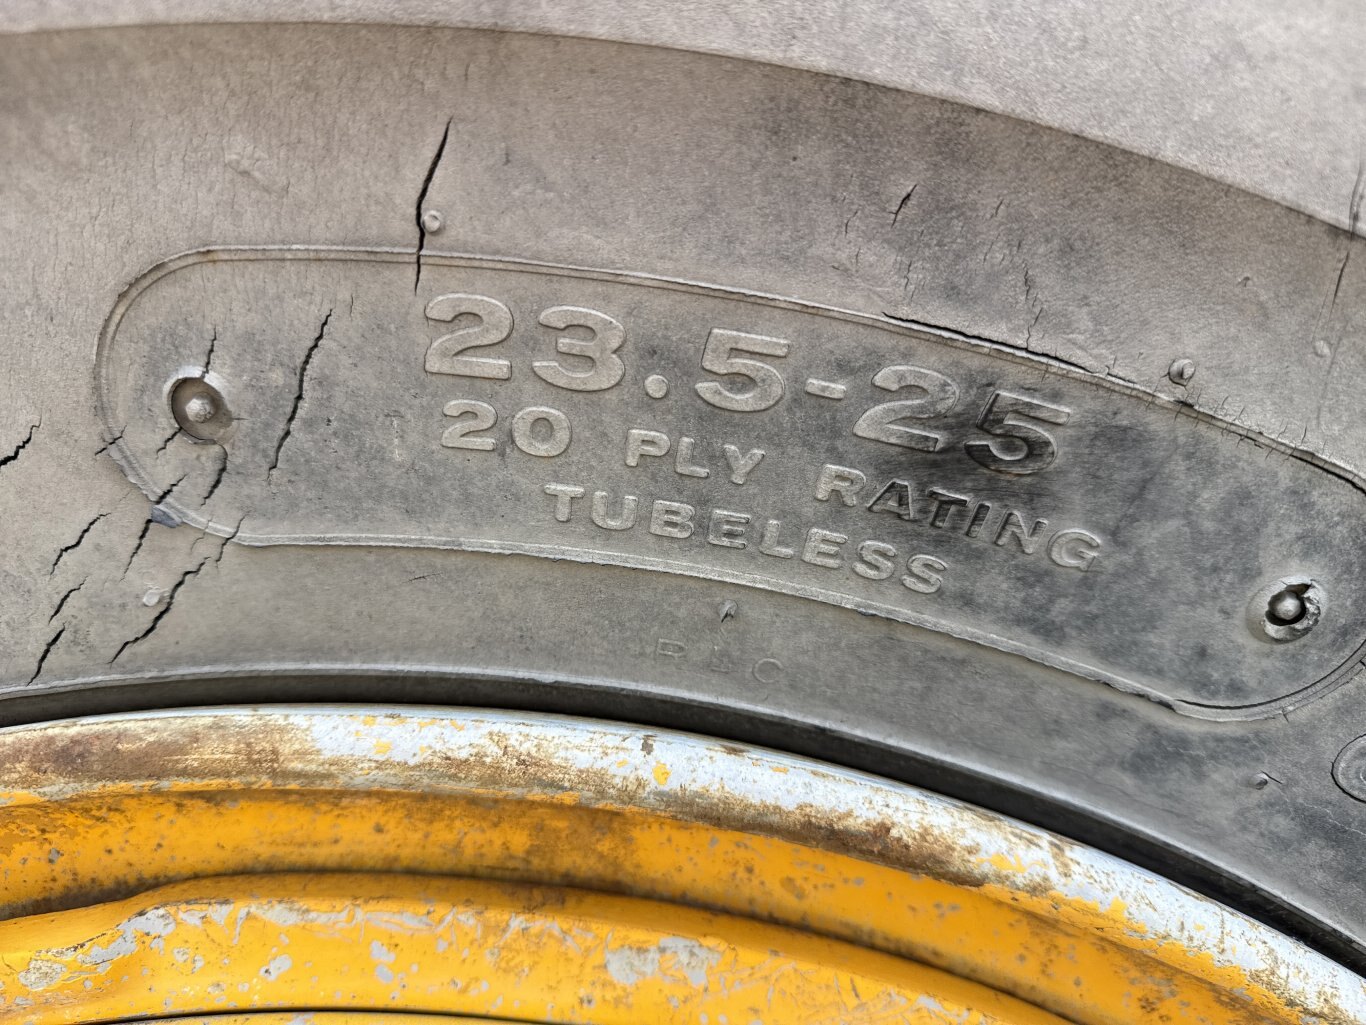 23.5-25
20 PLY RATING
TUBELESS